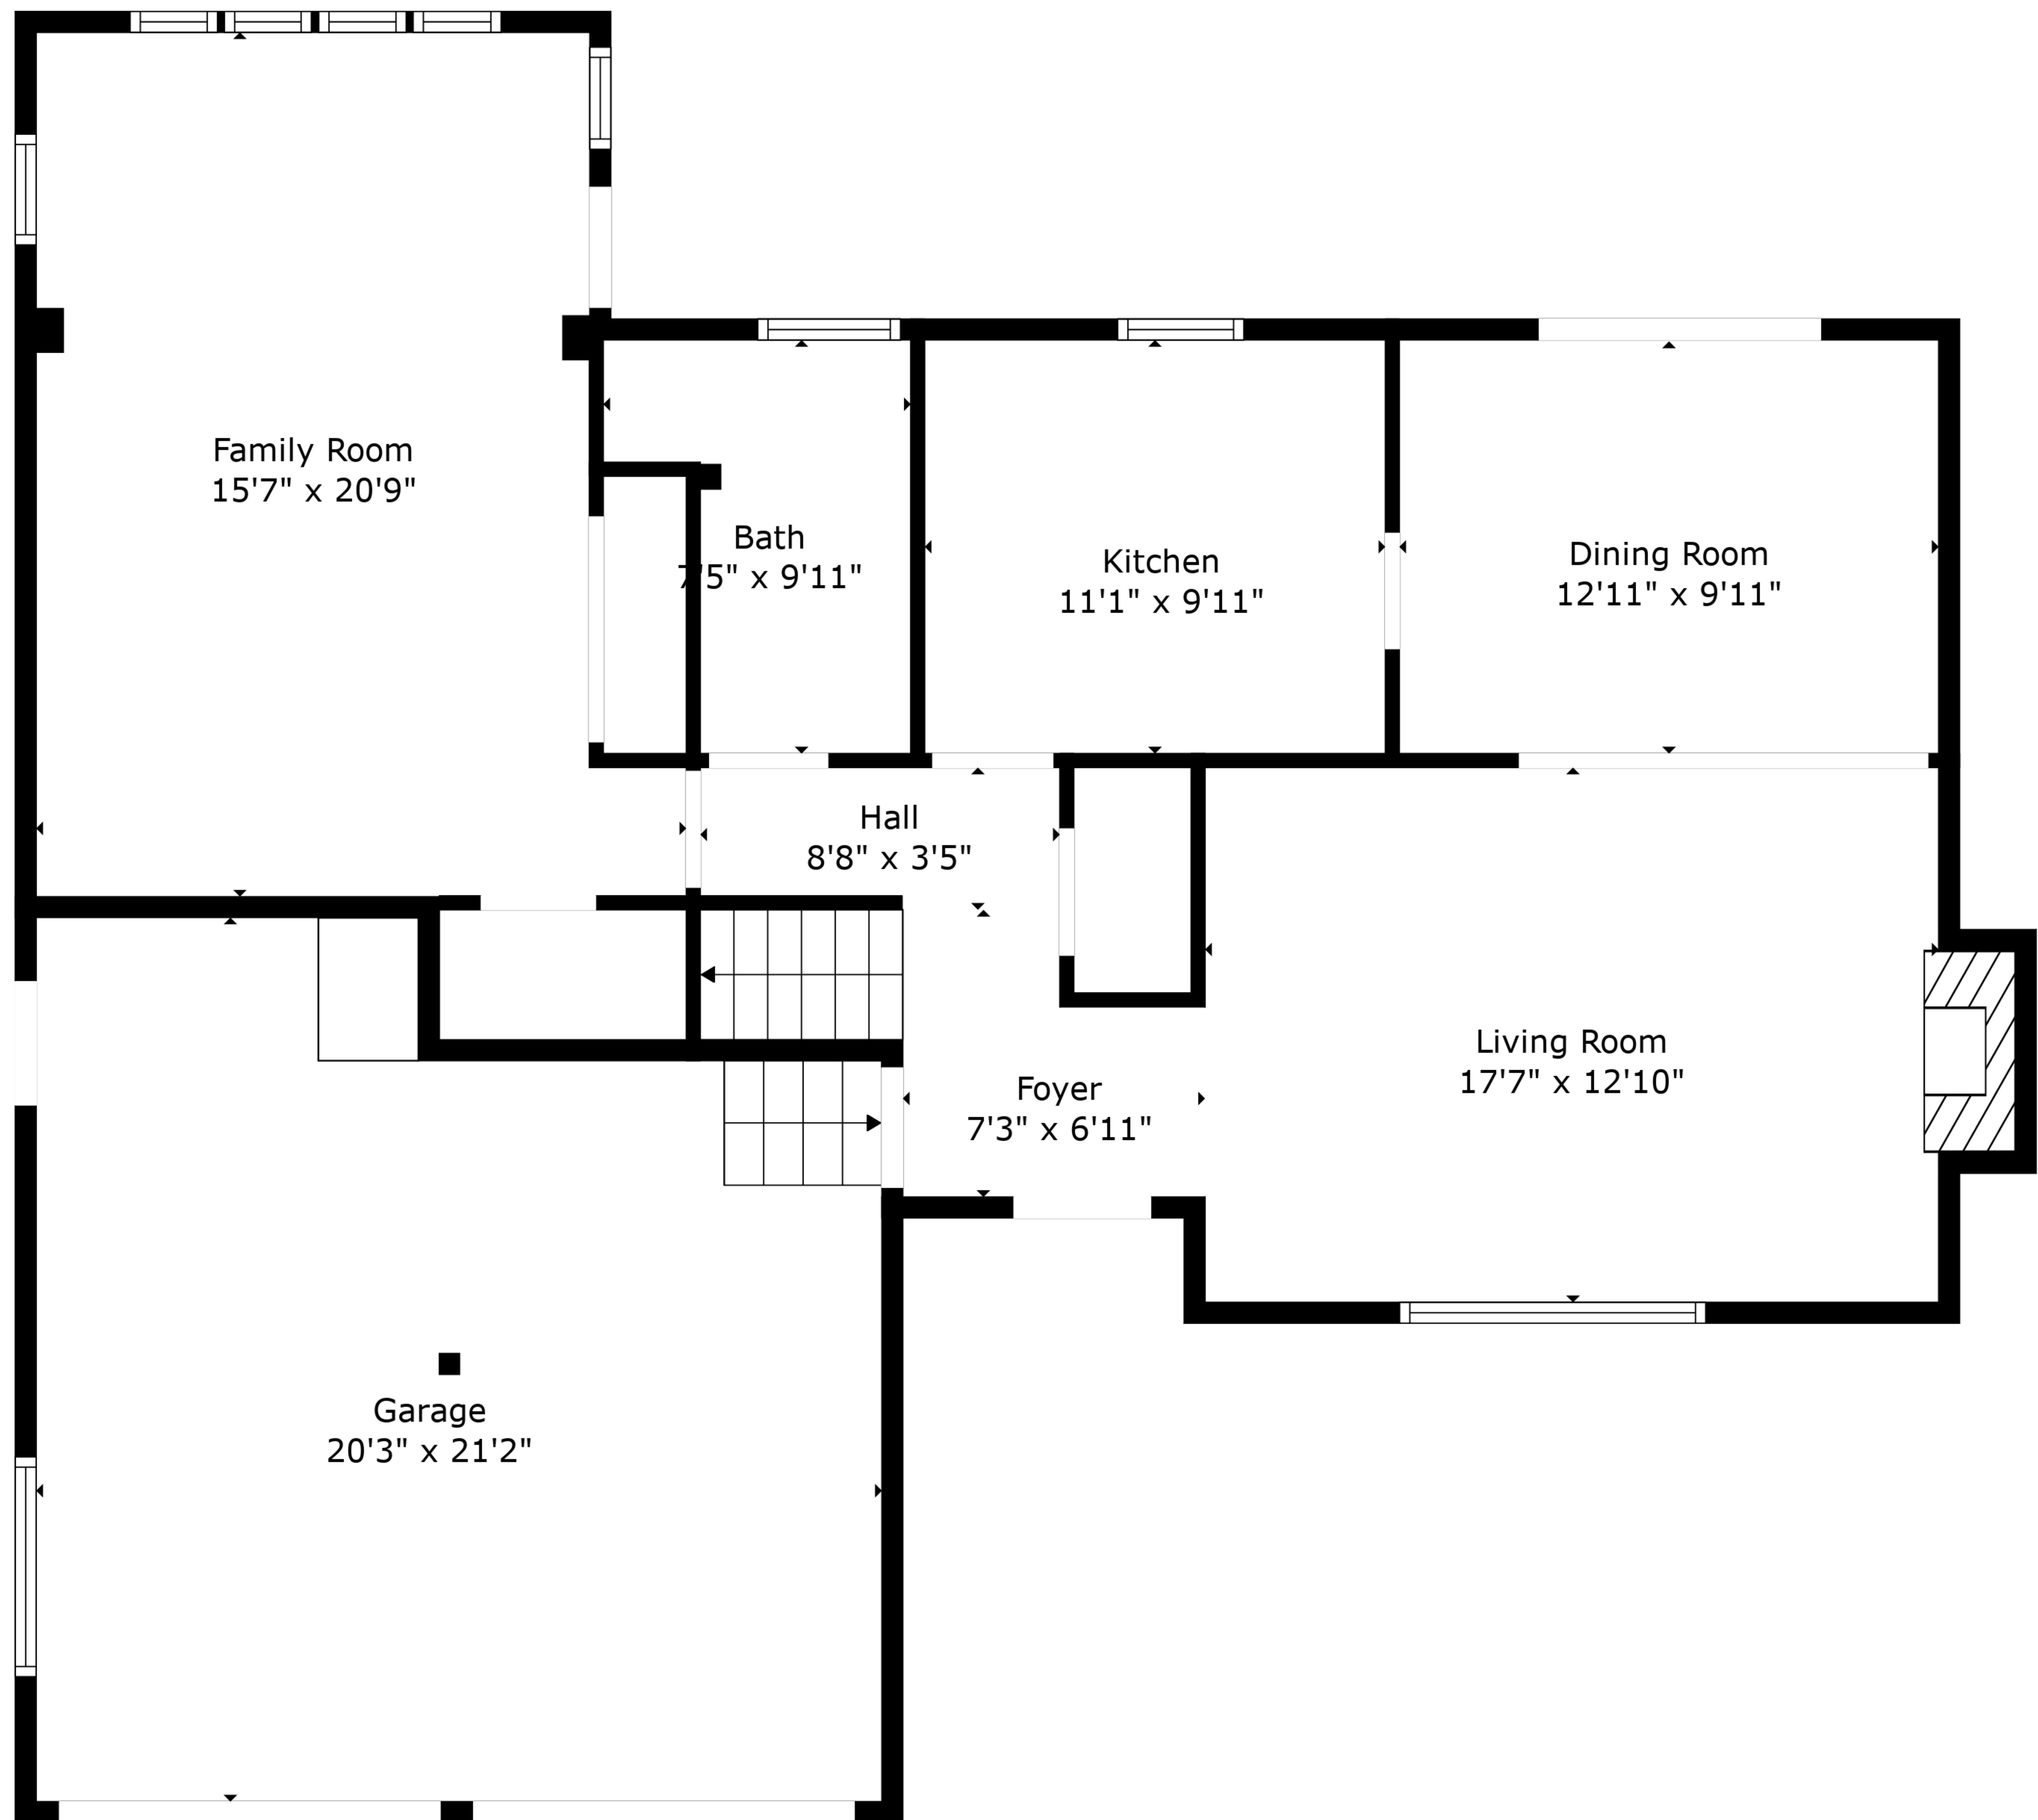 Family Room
15'7" x 20'9"
Bath
7'5" x 9'11"
Kitchen
11'1" x 9'11"
Dining Room
12'11" x 9'11"
Hall
8'8" x 3'5"
Foyer
7'3" x 6'11"
Living Room
17'7" x 12'10"
Garage
20'3" x 21'2"